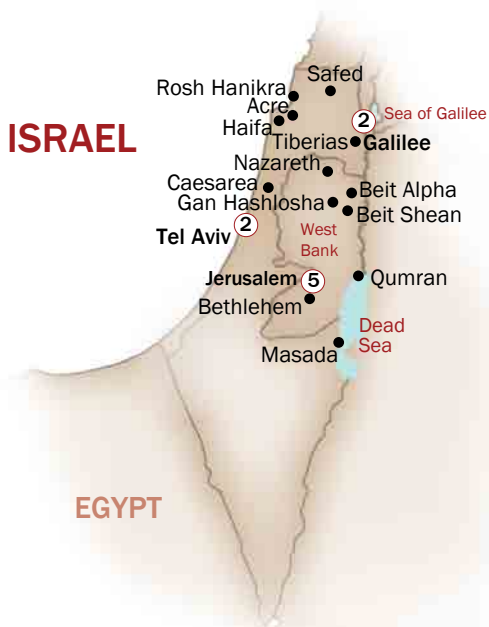 Safed
Rosh Hanikra
Acre
Haifa
2
Sea of Galilee
ISRAEL
Tiberias
Galilee
Nazareth
Caesarea
Beit Alpha
Gan Hashlosha
Beit Shean
Tel Aviv
2
West
Bank
Jerusalem
5
Qumran
Bethlehem
Dead
Sea
Masada
EGYPT